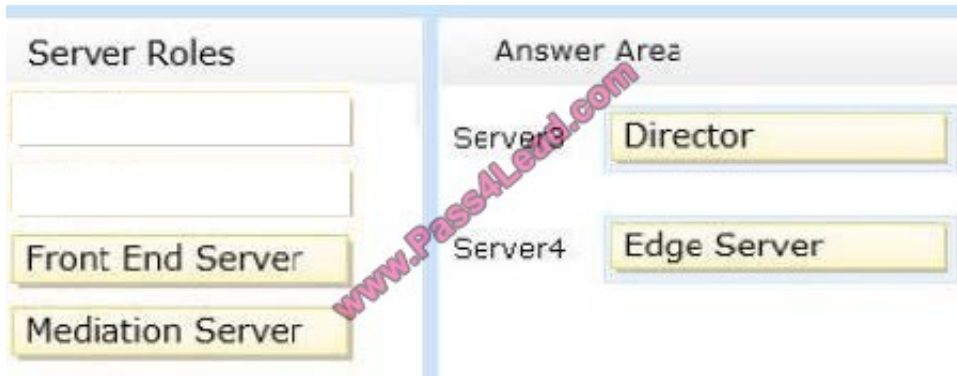 Server Roles
Front End Server
Mediation Server
Answer Area
Server3
Director
Server4
Edge Server
www.Pass4Lead.com